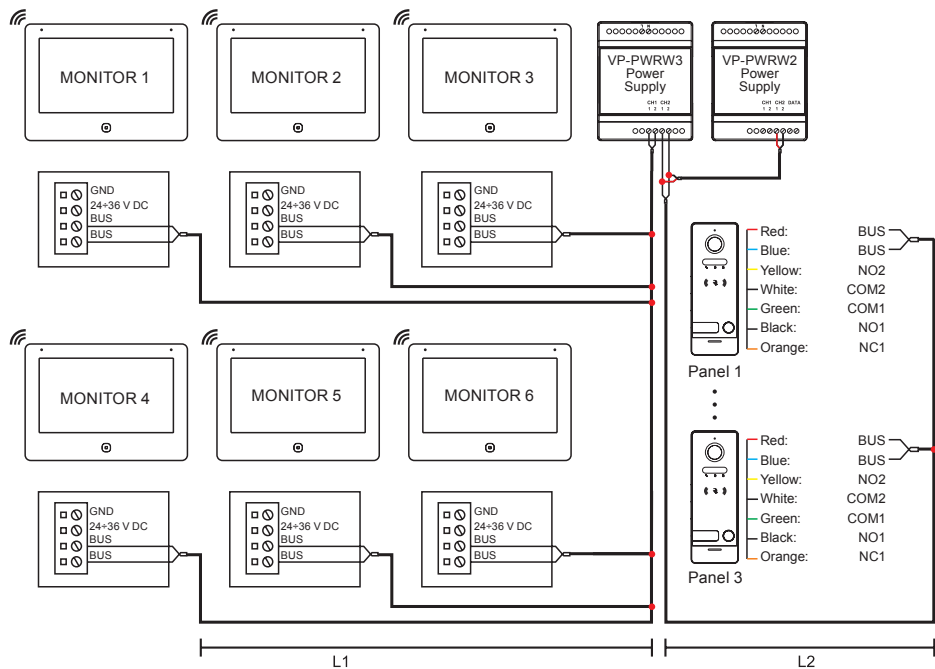 MONITOR 1
MONITOR 2
MONITOR 3
L N
VP-PWRW3
Power
Supply
CH1 CH2
1 2 1 2
L N
VP-PWRW2
Power
Supply
CH1 CH2 DATA
1 2 1 2
GND
24÷36 V DC
BUS
BUS
GND
24÷36 V DC
BUS
BUS
GND
24÷36 V DC
BUS
BUS
Red: BUS
Blue: BUS
Yellow: NO2
White: COM2
Green: COM1
Black: NO1
Orange: NC1
Panel 1
MONITOR 4
MONITOR 5
MONITOR 6
GND
24÷36 V DC
BUS
BUS
GND
24÷36 V DC
BUS
BUS
GND
24÷36 V DC
BUS
BUS
Red: BUS
Blue: BUS
Yellow: NO2
White: COM2
Green: COM1
Black: NO1
Orange: NC1
Panel 3
L1
L2